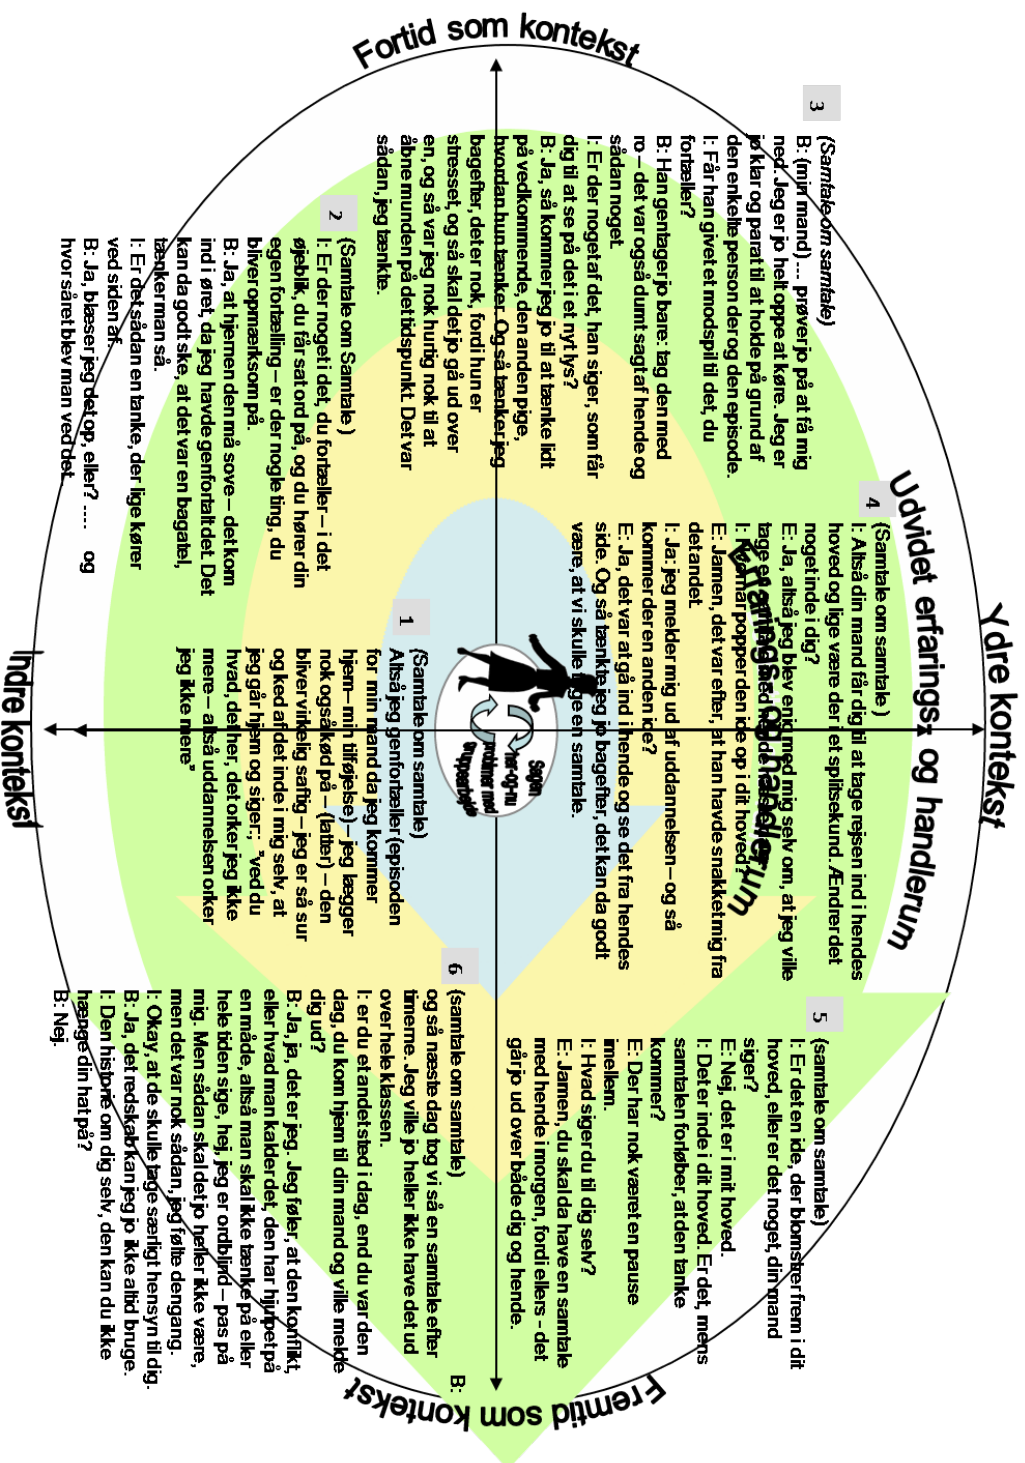 Fortid som kontekst
Ydre kontekst
Udvidet erfarings- og handlerum
Erfarings- og handlerum
Indre kontekst
Fremtid som kontekst
Sagen
her-og-nu
problemer med
gruppearbejde
1
(Samtale om samtale)
Altså jeg genfortæller (episoden
for min mand da jeg kommer
hjem – min tilføjelse) – jeg lægger
nok også kød på – (latter) – den
bliver virkelig saftig – jeg er så sur
og ked af det inde i mig selv, at
jeg går hjem og siger:; "ved du
hvad, det her, det orker jeg ikke
mere – altså uddannelsen orker
jeg ikke mere"
2
(Samtale om Samtale )
I: Er der noget i det, du fortæller – i det
øjeblik, du får sat ord på, og du hører din
egen fortælling – er der nogle ting, du
bliver opmærksom på.
B: Ja, at hjernen den må sove – det kom
ind i øret, da jeg havde genfortalt det. Det
kan da godt ske, at det var en bagatel,
tænker man så.
I: Er det sådan en tanke, der lige kører
ved siden af.
B: Ja, blæser jeg det op, eller? .... og
hvor såret blev man ved det.
3
(Samtale om samtale)
B: (min mand) ... prøver jo på at få mig
ned. Jeg er jo helt oppe at køre. Jeg er
jo klar og parat til at holde på grund af
den enkelte person der og den episode.
I: Får han givet et modspil til det, du
fortæller?
B: Han gentager jo bare: tag den med
ro – det var også dumt sagt af hende og
sådan noget.
I: Er der noget af det, han siger, som får
dig til at se på det i et nyt lys?
B: Ja, så kommer jeg jo til at tænke lidt
på vedkommende, den anden pige,
hvordan hun tænker. Og så tænker jeg
bagefter, det er nok, fordi hun er
stresset, og så skal det jo gå ud over
en, og så var jeg nok hurtig nok til at
åbne munden på det tidspunkt. Det var
sådan, jeg tænkte.
4
(Samtale om samtale )
I: Altså din mand får dig til at tage rejsen ind i hendes
hoved og lige være der i et splitsekund. Ændrer det
noget inde i dig?
E: Ja, altså jeg blev enig med mig selv om, at jeg ville
tage en samtale med hende
I: Hvornår popper den ide op i dit hoved?
E: Jamen, det var efter, at han havde snakket mig fra
det andet.
I: Ja: jeg melder mig ud af uddannelsen – og så
kommer der en anden ide?
E: Ja, det var at gå ind i hende og se det fra hendes
side. Og så tænkte jeg jo bagefter, det kan da godt
være, at vi skulle tage en samtale.
5
(samtale om samtale)
I: Er det en ide, der blomstrer frem i dit
hoved, eller er det noget, din mand
siger?
E: Nej, det er i mit hoved.
I: Det er inde i dit hoved. Er det, mens
samtalen forløber, at den tanke
kommer?
E: Der har nok været en pause
imellem.
I: Hvad siger du til dig selv?
E: Jamen, du skal da have en samtale
med hende i morgen, fordi ellers – det
går jo ud over både dig og hende.
6
(samtale om samtale) B:
og så næste dag tog vi så en samtale efter
timerne. Jeg ville jo heller ikke have det ud
over hele klassen.
I: er du et andet sted i dag, end du var den
dag, du kom hjem til din mand og ville melde
dig ud?
B: Ja, ja, det er jeg. Jeg føler, at den konflikt,
eller hvad man kalder det, den har hjulpet på
en måde, altså man skal ikke tænke på eller
hele tiden sige, hej, jeg er ordblind – pas på
mig. Men sådan skal det jo heller ikke være,
men det var nok sådan, jeg følte dengang.
I: Okay, at de skulle tage særligt hensyn til dig.
B: Ja, det redskab kan jeg jo ikke altid bruge.
I: Den historie om dig selv, den kan du ikke
hænge din hat på?
B: Nej.